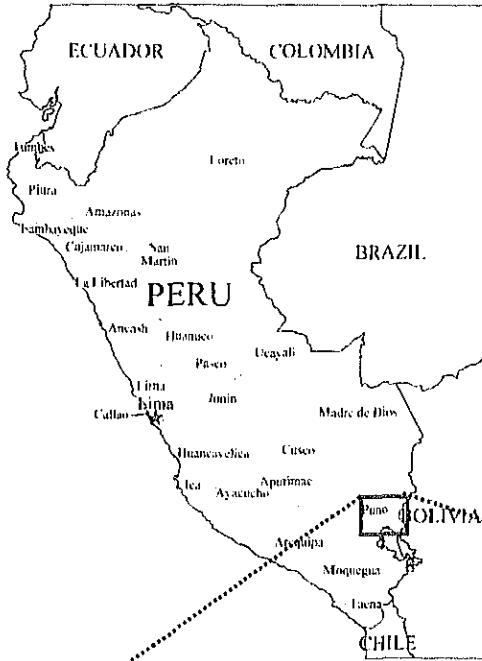 ECUADOR
COLOMBIA
Tumbes
Loreto
Piura
Amazonas
Lambayeque
Cajamarca
San
Martin
BRAZIL
La Libertad
PERU
Ancash
Huanuco
Ucayali
Pasco
Lima
Lima
Junin
Callao
Madre de Dios
Huancavelica
Cusco
Ica
Apurimac
Ayacucho
Puno
BOLIVIA
Arequipa
Moquegua
Tacna
CHILE